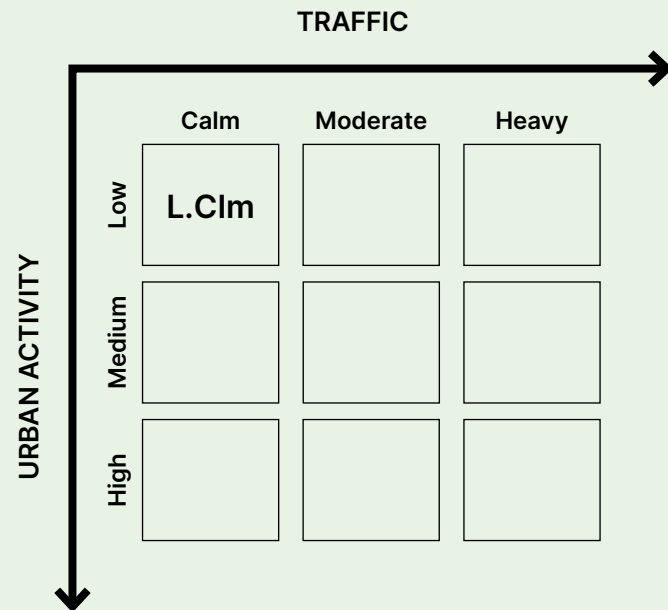 TRAFFIC
Calm Moderate Heavy
Low
L.Clm
Medium
High
URBAN ACTIVITY